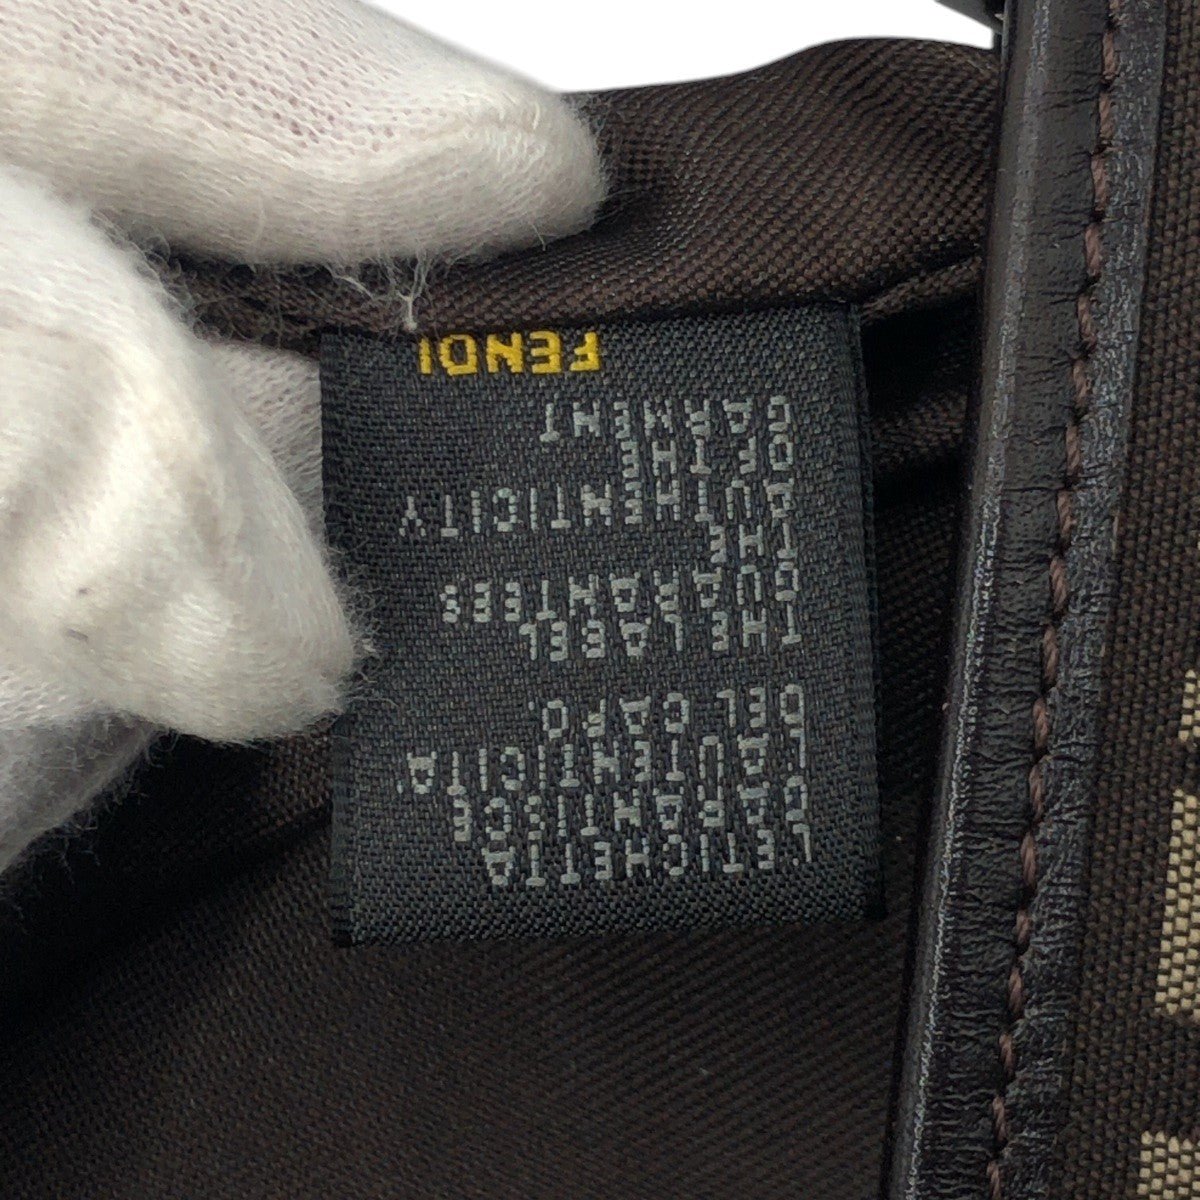 L'ETICHETTA
GARANTISCE
L'AUTENTICITA'
DEL CAPO.
THE LABEL
GUARANTEES
THE
AUTHENTICITY
OF THE
GARMENT
FENDI